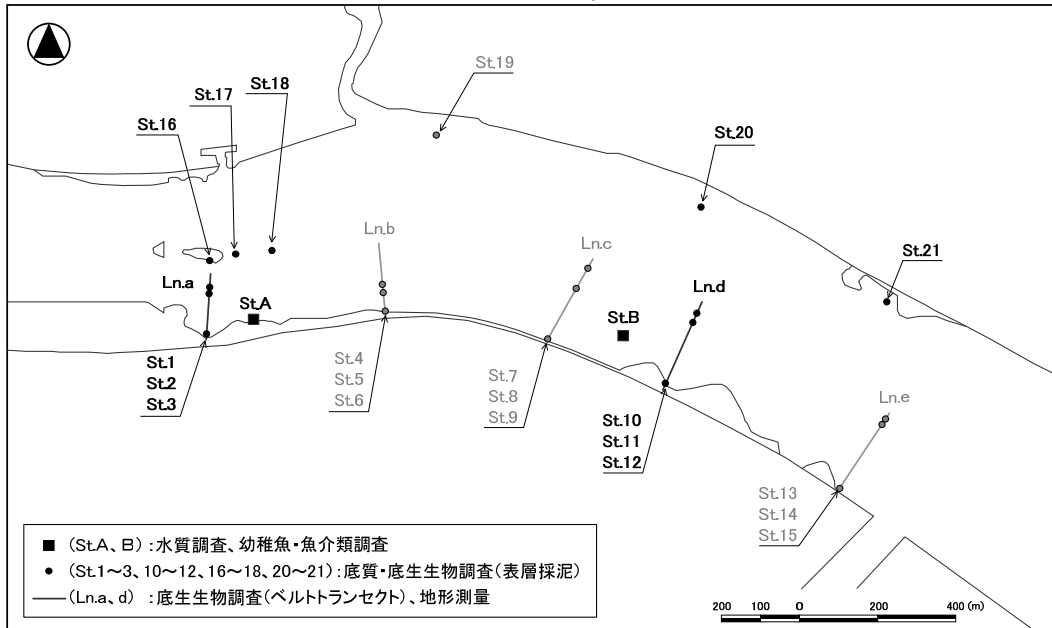 St.19
St.18
St.17
St.16
St.20
Ln.b
Ln.c
St.21
Ln.a
Ln.d
St.A
St.B
St.1
St.2
St.3
St.4
St.5
St.6
St.7
St.8
St.9
St.10
St.11
St.12
Ln.e
St.13
St.14
St.15
■ (St.A、B):水質調査、幼稚魚・魚介類調査
● (St.1~3、10~12、16~18、20~21):底質・底生生物調査(表層採泥)
―(Ln.a、d) :底生生物調査(ベルトトランセクト)、地形測量
200 100 0 200 400 (m)